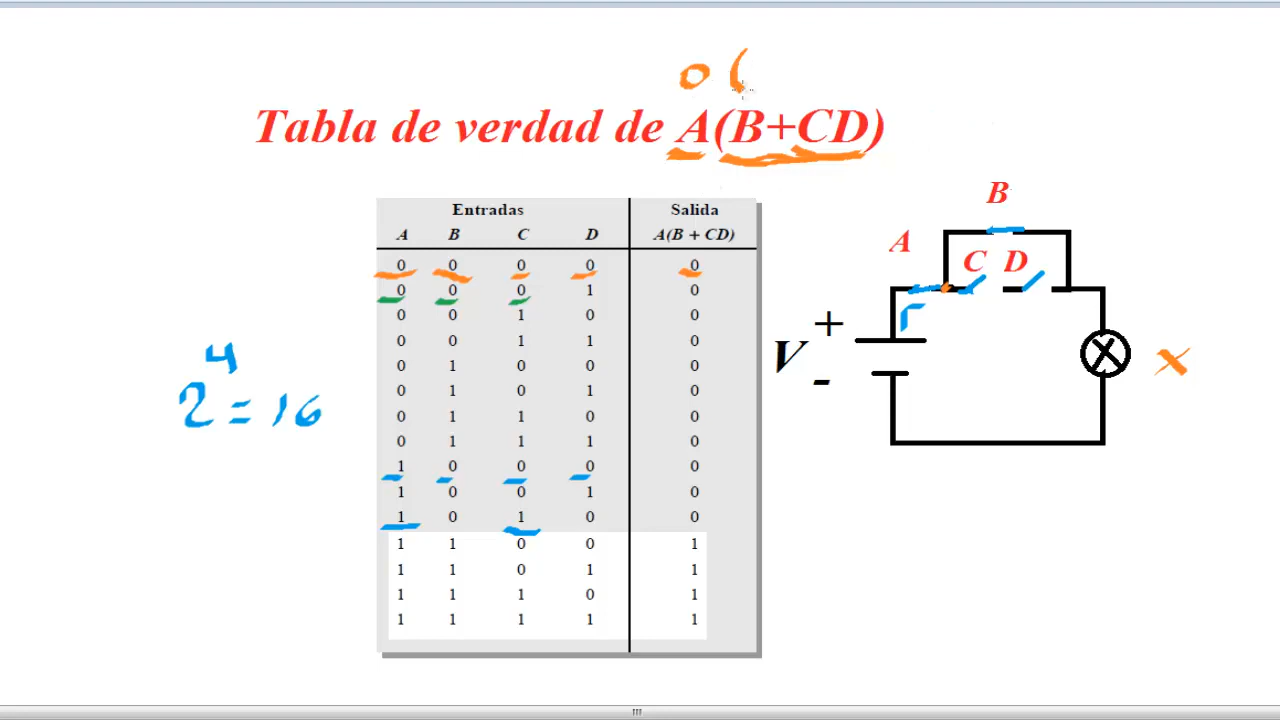 0 (
Tabla de verdad de A(B+CD)
Entradas Salida
A B C D A(B + CD)
0 0 0 0 0
0 0 0 1 0
0 0 1 0 0
0 0 1 1 0
0 1 0 0 0
0 1 0 1 0
0 1 1 0 0
0 1 1 1 0
1 0 0 0 0
1 0 0 1 0
1 0 1 0 0
1 1 0 0 1
1 1 0 1 1
1 1 1 0 1
1 1 1 1 1
2⁴ = 16
B
A
C D
+
V
-
x